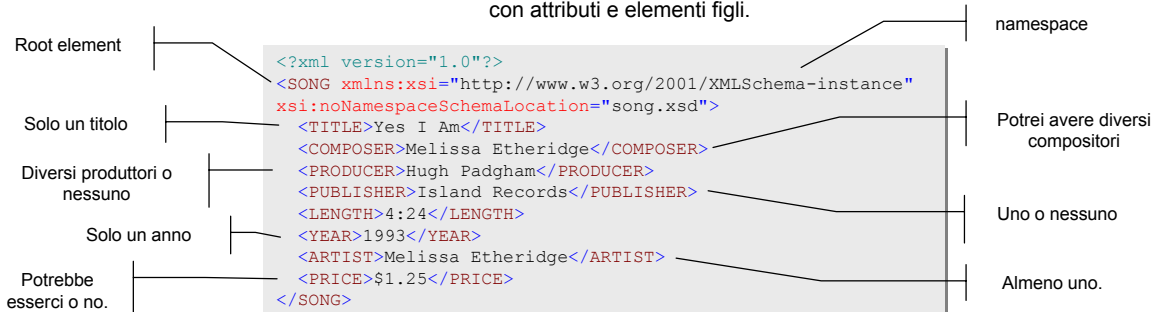 con attributi e elementi figli.
namespace
Root element
<?xml version="1.0"?>
<SONG xmlns:xsi="http://www.w3.org/2001/XMLSchema-instance"
xsi:noNamespaceSchemaLocation="song.xsd">
<TITLE>Yes I Am</TITLE>
<COMPOSER>Melissa Etheridge</COMPOSER>
<PRODUCER>Hugh Padgham</PRODUCER>
<PUBLISHER>Island Records</PUBLISHER>
<LENGTH>4:24</LENGTH>
<YEAR>1993</YEAR>
<ARTIST>Melissa Etheridge</ARTIST>
<PRICE>$1.25</PRICE>
</SONG>
Solo un titolo
Diversi produttori o
nessuno
Solo un anno
Potrebbe
esserci o no.
Potrei avere diversi
compositori
Uno o nessuno
Almeno uno.